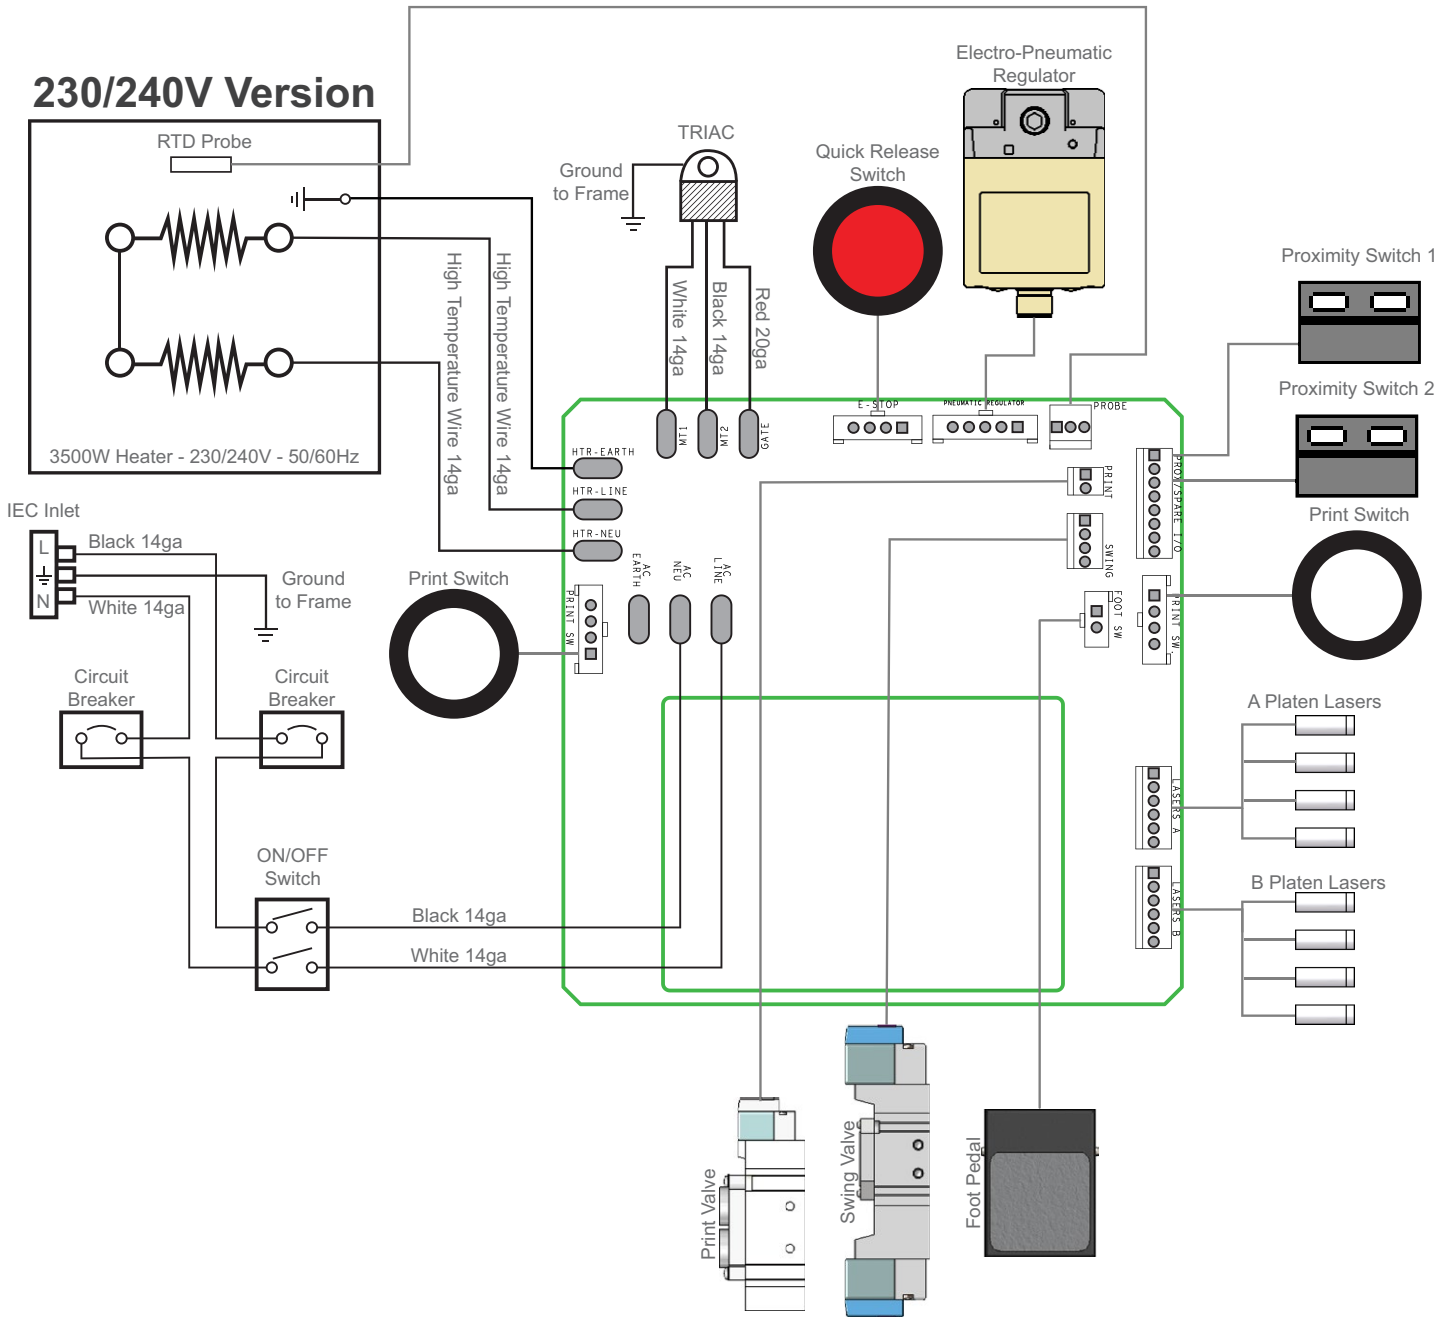 230/240V Version
RTD Probe
3500W Heater - 230/240V - 50/60Hz
High Temperature Wire 14ga
High Temperature Wire 14ga
TRIAC
Ground
to Frame
White 14ga
Black 14ga
Red 20ga
Quick Release
Switch
Electro-Pneumatic
Regulator
Proximity Switch 1
Proximity Switch 2
Print Switch
E-STOP
PNEUMATIC REGULATOR
PROBE
MT1
MT2
GATE
HTR-EARTH
HTR-LINE
HTR-NEU
PRINT
PROX/SPARE I/O
SWING
FOOT SW
PRINT SW.
AC
EARTH
AC
NEU
AC
LINE
PRINT SW
Print Switch
IEC Inlet
L
N
Black 14ga
White 14ga
Ground
to Frame
Circuit
Breaker
Circuit
Breaker
ON/OFF
Switch
Black 14ga
White 14ga
A Platen Lasers
LASERS A
B Platen Lasers
LASERS B
Print Valve
Swing Valve
Foot Pedal